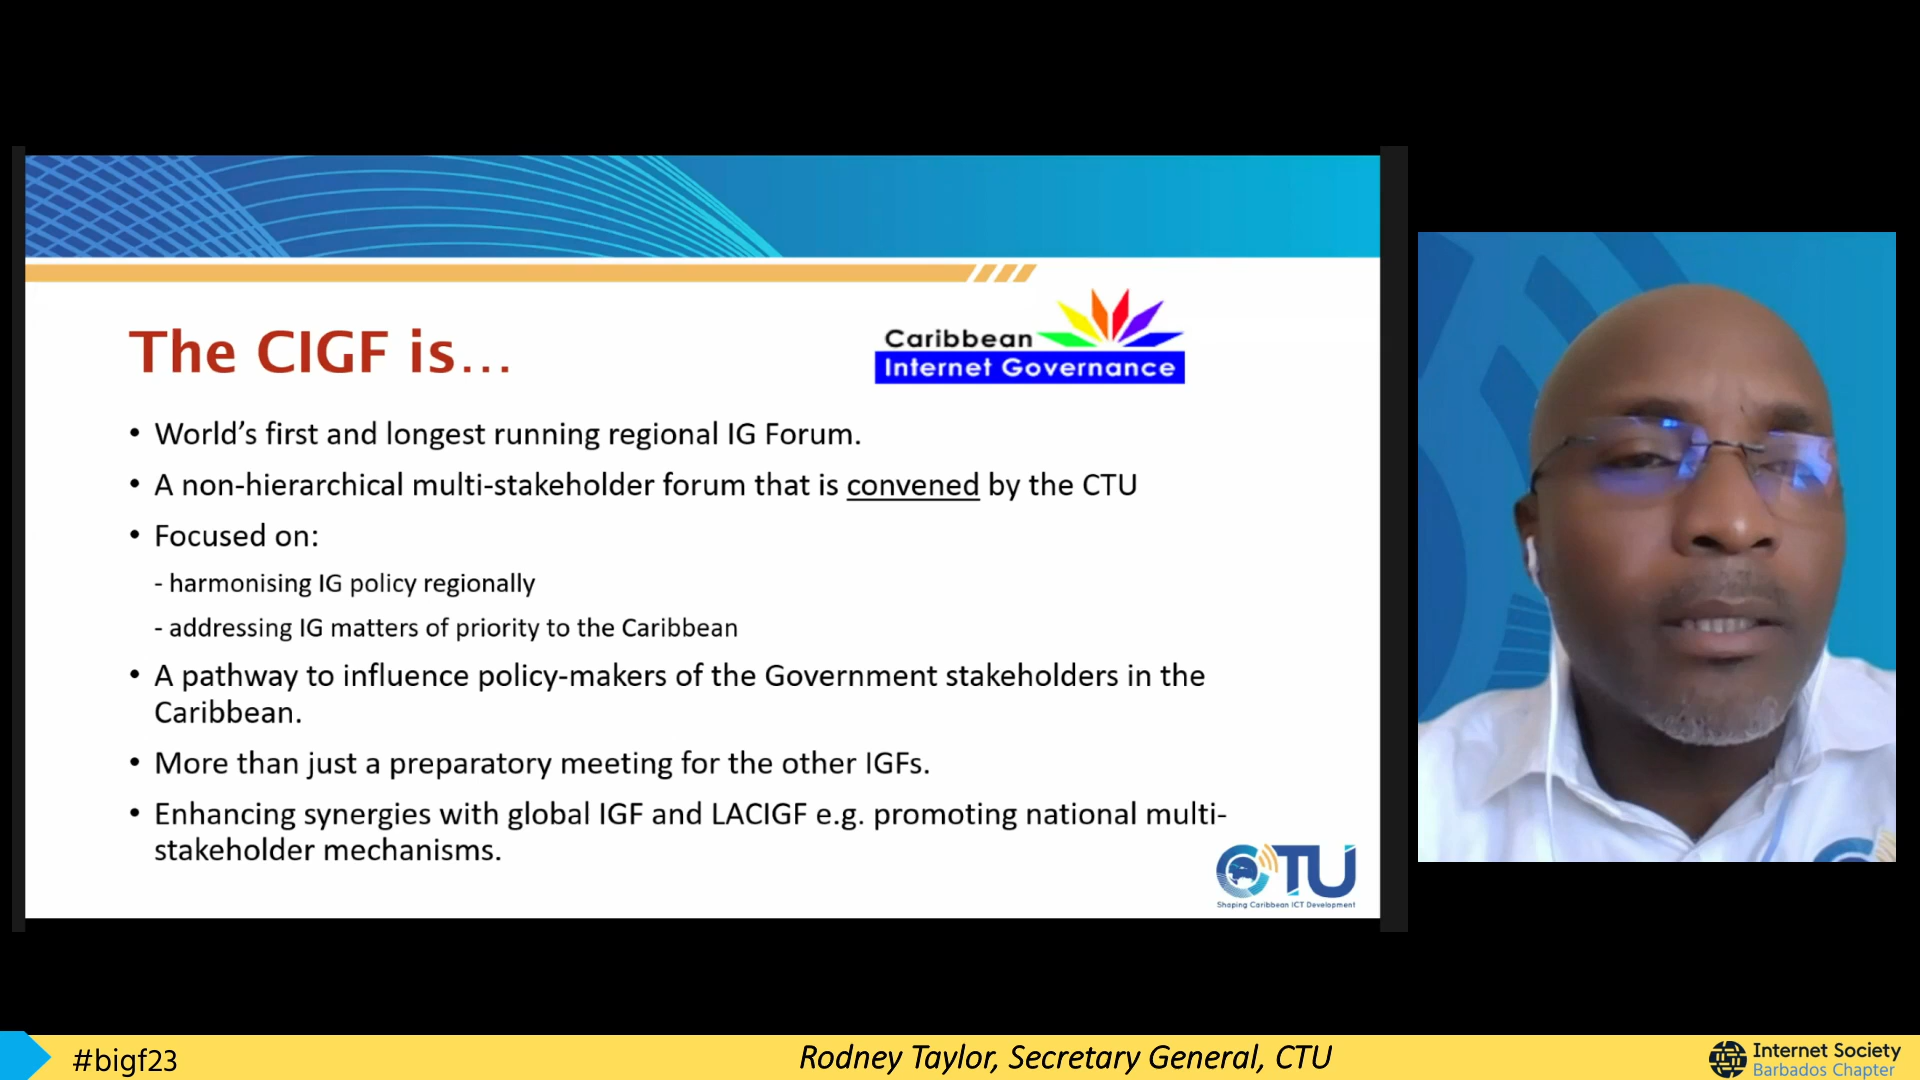 Caribbean
Internet Governance
The CIGF is...
• World's first and longest running regional IG Forum.
• A non-hierarchical multi-stakeholder forum that is convened by the CTU
• Focused on:
- harmonising IG policy regionally
- addressing IG matters of priority to the Caribbean
• A pathway to influence policy-makers of the Government stakeholders in the
Caribbean.
• More than just a preparatory meeting for the other IGFs.
• Enhancing synergies with global IGF and LACIGF e.g. promoting national multi-
stakeholder mechanisms.
CTU
Shaping Caribbean ICT Development
#bigf23
Rodney Taylor, Secretary General, CTU
Internet Society
Barbados Chapter